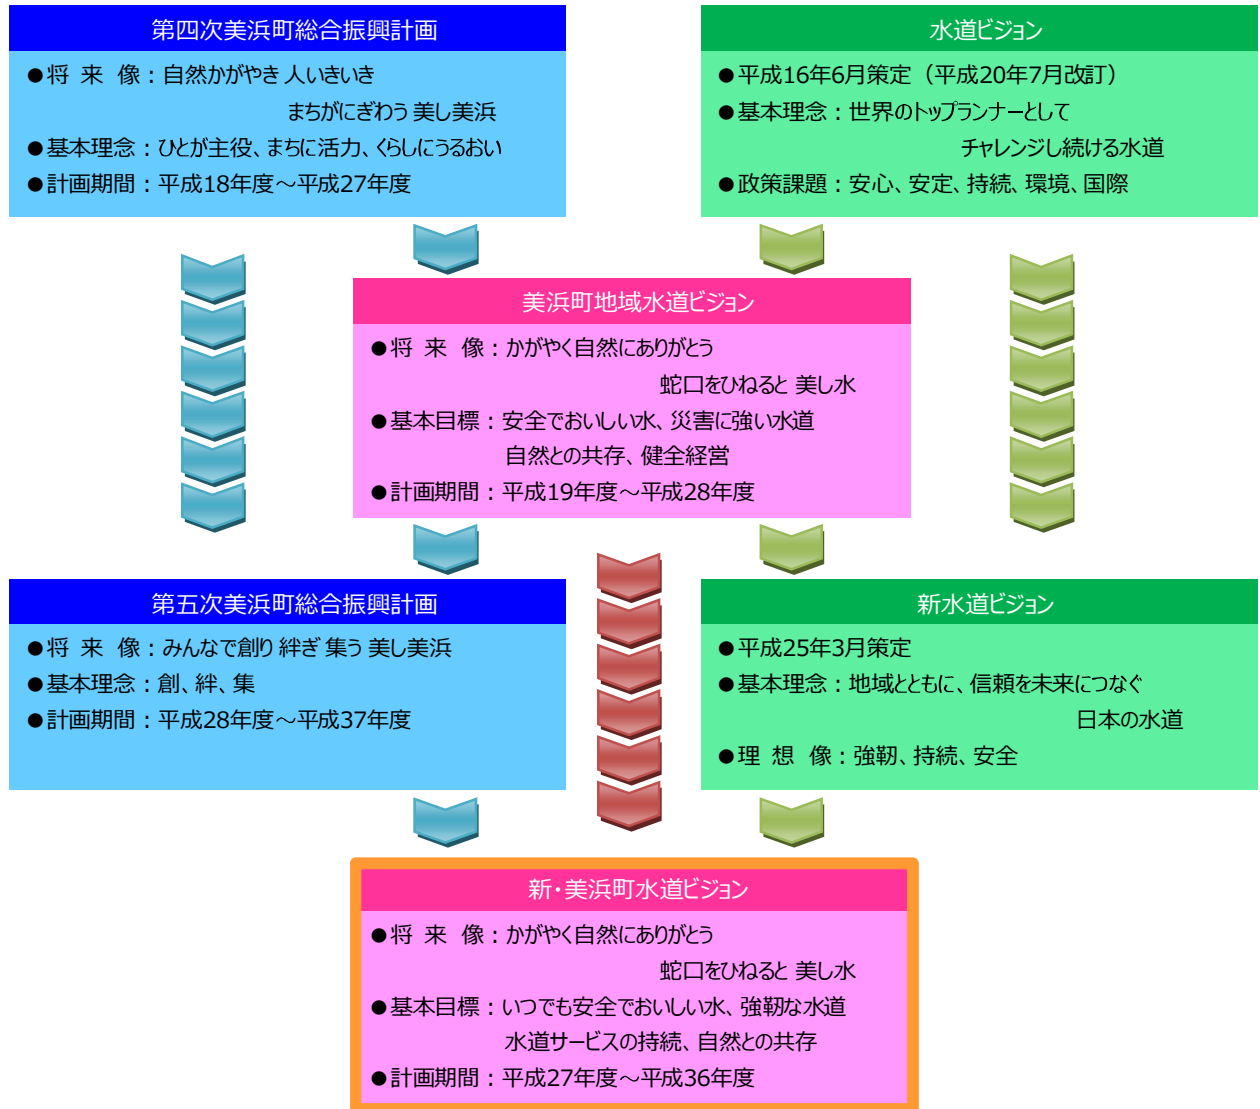 第四次美浜町総合振興計画
●将 来 像：自然かがやき 人いきいき
まちがにぎわう 美し美浜
●基本理念：ひとが主役、まちに活力、くらしにうるおい
●計画期間：平成18年度～平成27年度
水道ビジョン
●平成16年6月策定（平成20年7月改訂）
●基本理念：世界のトップランナーとして
チャレンジし続ける水道
●政策課題：安心、安定、持続、環境、国際
美浜町地域水道ビジョン
●将 来 像：かがやく自然にありがとう
蛇口をひねると 美し水
●基本目標：安全でおいしい水、災害に強い水道
自然との共存、健全経営
●計画期間：平成19年度～平成28年度
第五次美浜町総合振興計画
●将 来 像：みんなで創り 絆ぎ 集う 美し美浜
●基本理念：創、絆、集
●計画期間：平成28年度～平成37年度
新水道ビジョン
●平成25年3月策定
●基本理念：地域とともに、信頼を未来につなぐ
日本の水道
●理 想 像：強靭、持続、安全
新・美浜町水道ビジョン
●将 来 像：かがやく自然にありがとう
蛇口をひねると 美し水
●基本目標：いつでも安全でおいしい水、強靭な水道
水道サービスの持続、自然との共存
●計画期間：平成27年度～平成36年度